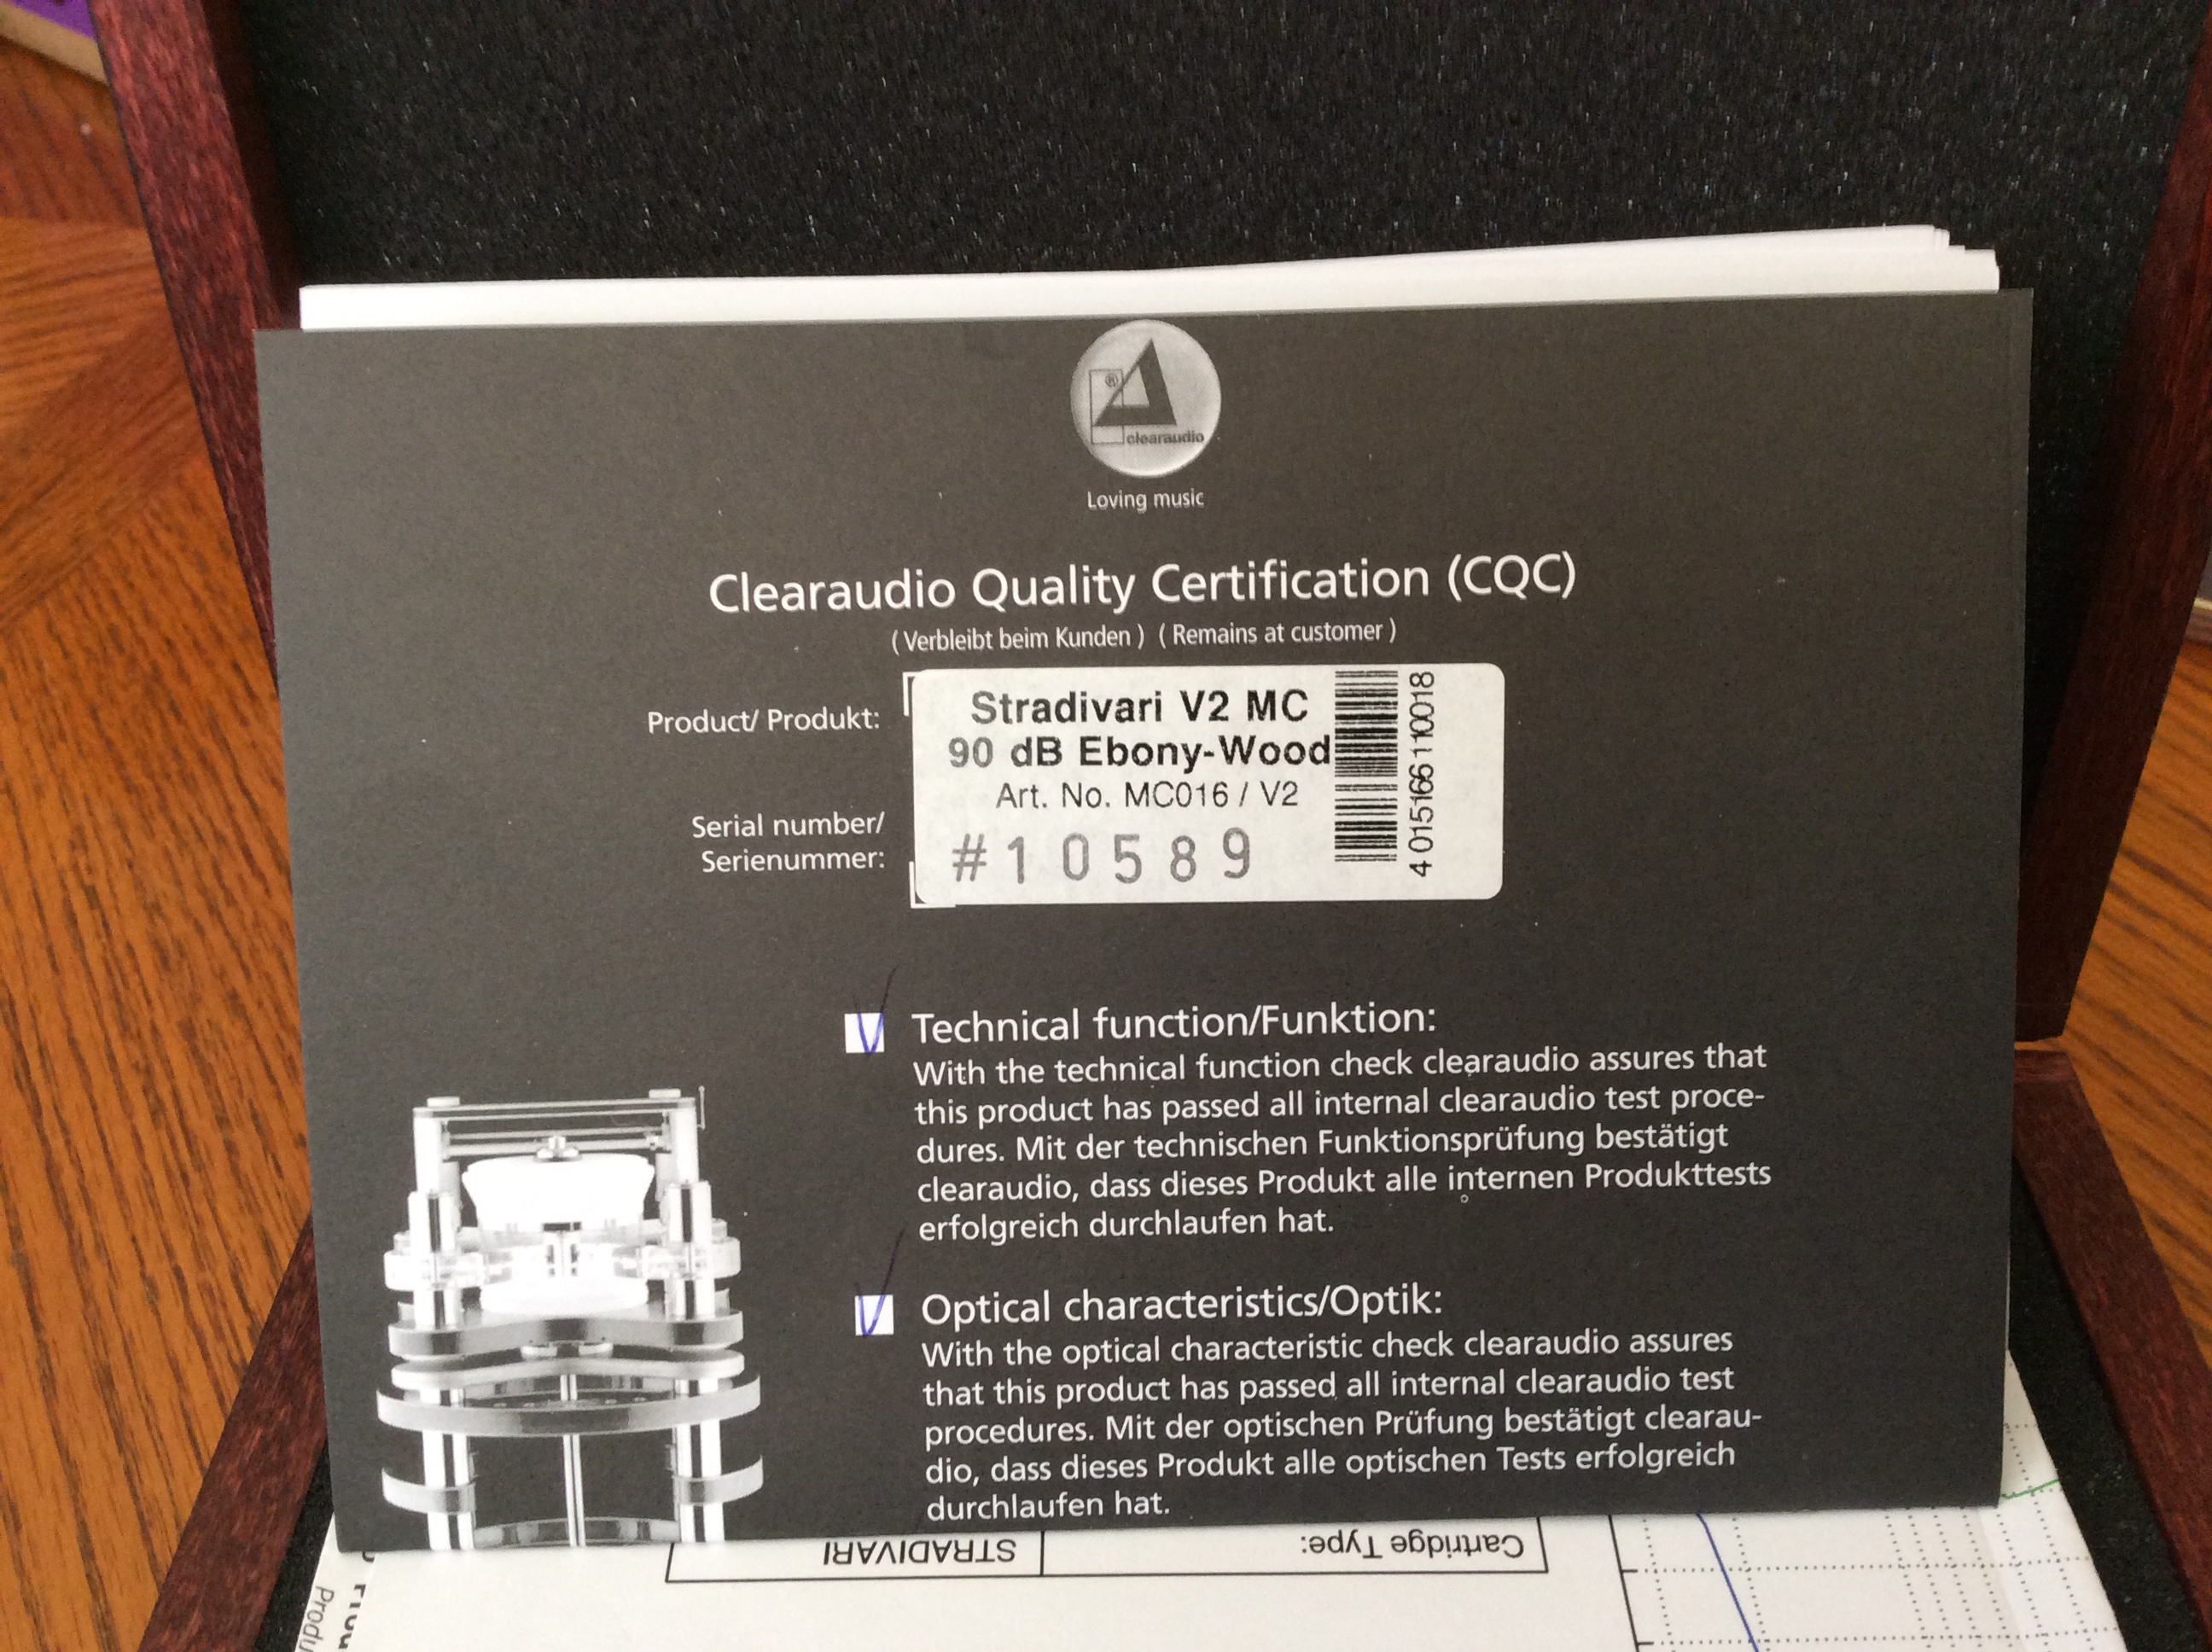 ®
clearaudio
Loving music
Clearaudio Quality Certification (CQC)
( Verbleibt beim Kunden ) ( Remains at customer )
Product/ Produkt:
Stradivari V2 MC
90 dB Ebony-Wood
Art. No. MC016 / V2
Serial number/
Serienummer:
#10589
4 015166 110018
Technical function/Funktion:
With the technical function check clearaudio assures that
this product has passed all internal clearaudio test proce-
dures. Mit der technischen Funktionsprüfung bestätigt
clearaudio, dass dieses Produkt alle internen Produkttests
erfolgreich durchlaufen hat.
Optical characteristics/Optik:
With the optical characteristic check clearaudio assures
that this product has passed all internal clearaudio test
procedures. Mit der optischen Prüfung bestätigt clearau-
dio, dass dieses Produkt alle optischen Tests erfolgreich
durchlaufen hat.
Cartridge Type: STRADIVARI
Produ